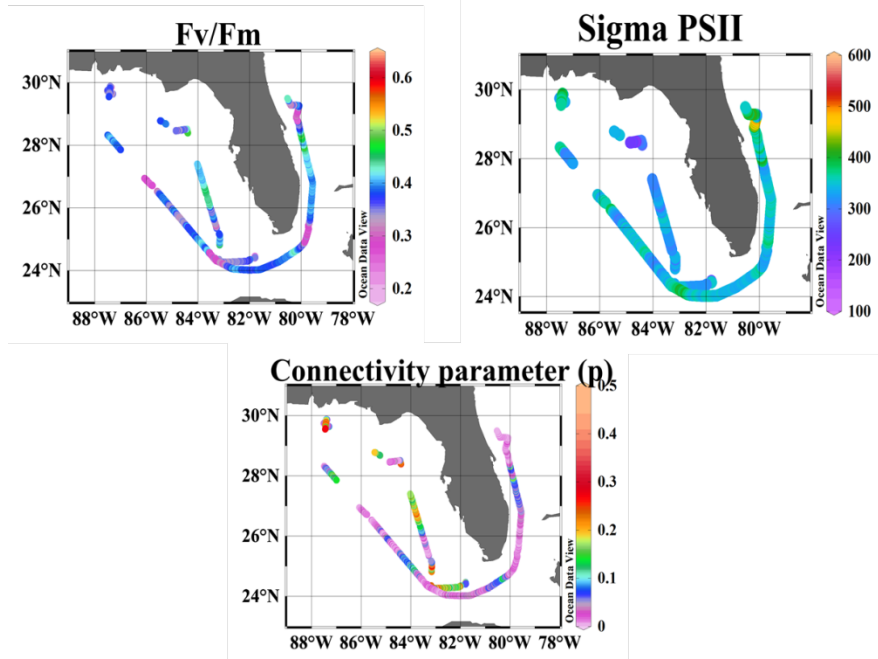 Fv/Fm
30°N
28°N
26°N
24°N
88°W 86°W 84°W 82°W 80°W 78°W
Ocean Data View
0.6
0.5
0.4
0.3
0.2
Sigma PSII
30°N
28°N
26°N
24°N
88°W 86°W 84°W 82°W 80°W
Ocean Data View
600
500
400
300
200
100
Connectivity parameter (p)
30°N
28°N
26°N
24°N
88°W 86°W 84°W 82°W 80°W 78°W
Ocean Data View
0.5
0.4
0.3
0.2
0.1
0